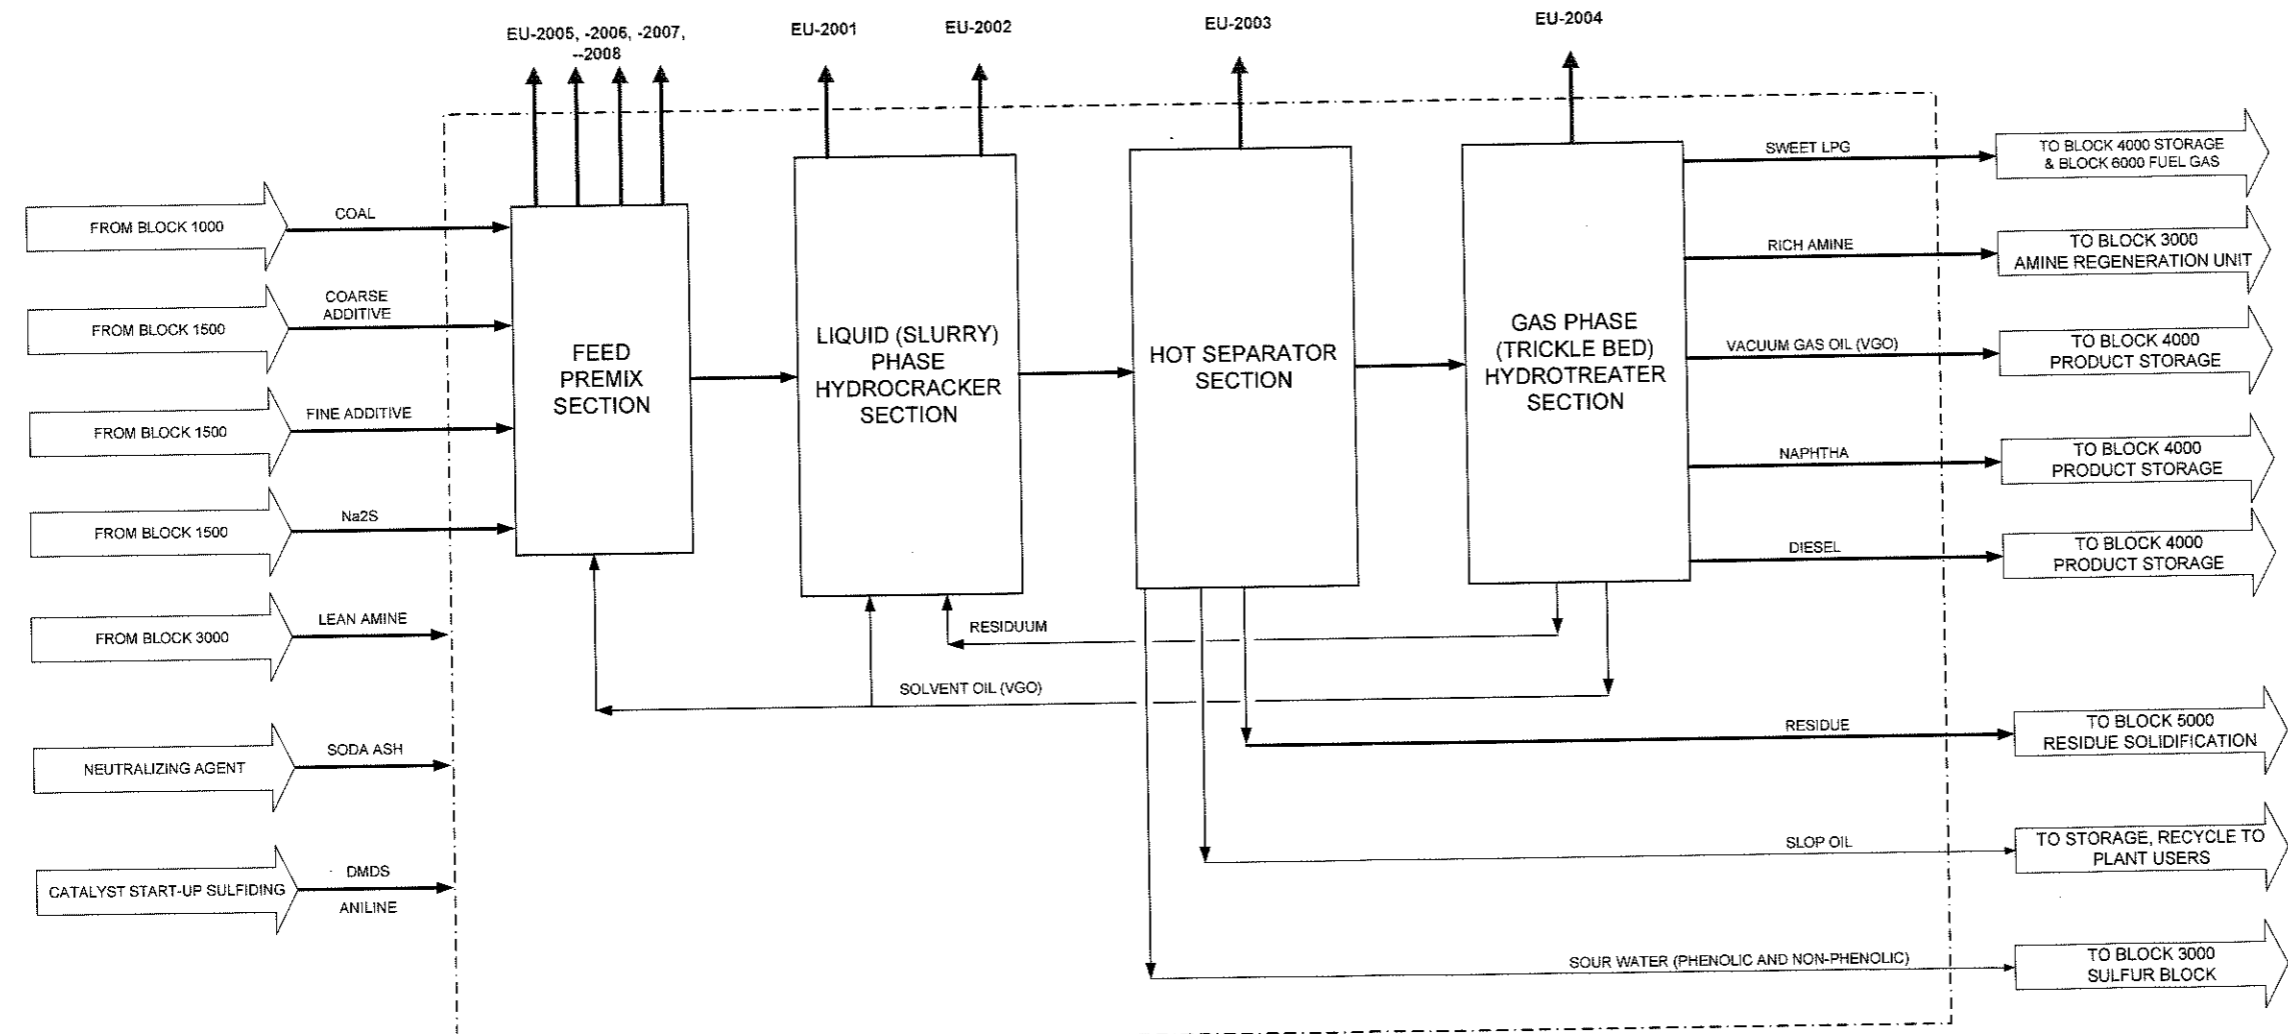 EU-2005, -2006, -2007,
--2008
EU-2001
EU-2002
EU-2003
EU-2004
FROM BLOCK 1000
COAL
FROM BLOCK 1500
COARSE
ADDITIVE
FROM BLOCK 1500
FINE ADDITIVE
FROM BLOCK 1500
Na2S
FROM BLOCK 3000
LEAN AMINE
NEUTRALIZING AGENT
SODA ASH
CATALYST START-UP SULFIDING
DMDS
ANILINE
FEED
PREMIX
SECTION
LIQUID (SLURRY)
PHASE
HYDROCRACKER
SECTION
HOT SEPARATOR
SECTION
GAS PHASE
(TRICKLE BED)
HYDROTREATER
SECTION
RESIDUUM
SOLVENT OIL (VGO)
SWEET LPG
TO BLOCK 4000 STORAGE
& BLOCK 6000 FUEL GAS
RICH AMINE
TO BLOCK 3000
AMINE REGENERATION UNIT
VACUUM GAS OIL (VGO)
TO BLOCK 4000
PRODUCT STORAGE
NAPHTHA
TO BLOCK 4000
PRODUCT STORAGE
DIESEL
TO BLOCK 4000
PRODUCT STORAGE
RESIDUE
TO BLOCK 5000
RESIDUE SOLIDIFICATION
SLOP OIL
TO STORAGE, RECYCLE TO
PLANT USERS
SOUR WATER (PHENOLIC AND NON-PHENOLIC)
TO BLOCK 3000
SULFUR BLOCK